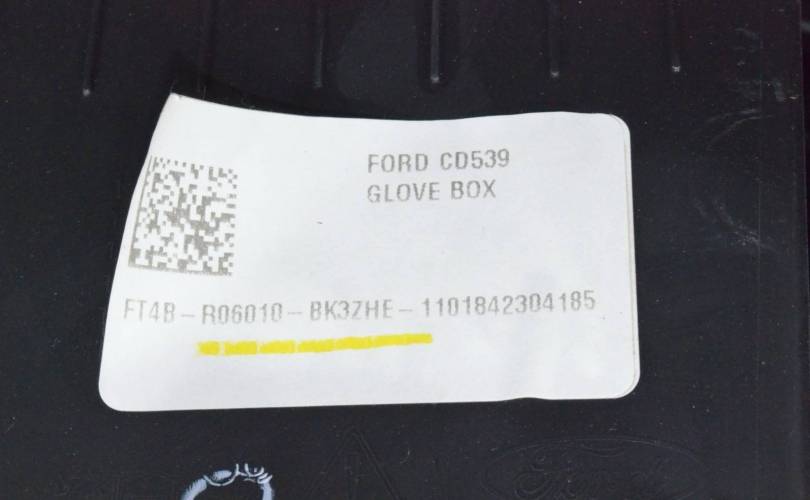 FORD CD539
GLOVE BOX
FT4B-R06010-BK3ZHE-1101842304185